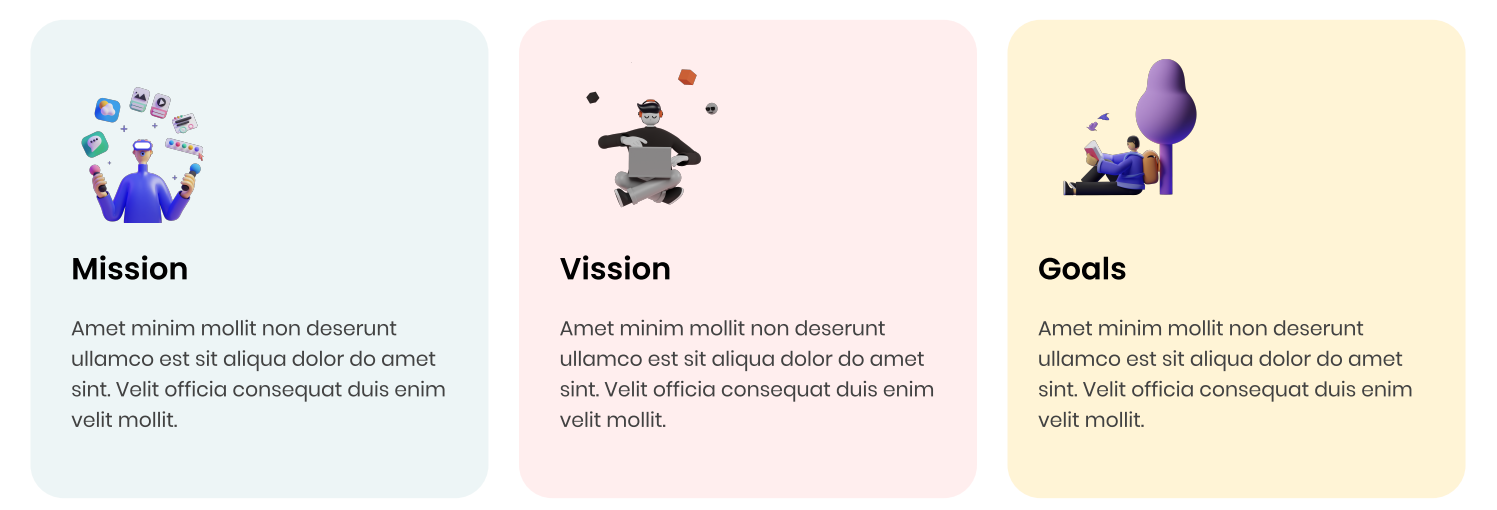 Mission
Amet minim mollit non deserunt
ullamco est sit aliqua dolor do amet
sint. Velit officia consequat duis enim
velit mollit.
Vission
Amet minim mollit non deserunt
ullamco est sit aliqua dolor do amet
sint. Velit officia consequat duis enim
velit mollit.
Goals
Amet minim mollit non deserunt
ullamco est sit aliqua dolor do amet
sint. Velit officia consequat duis enim
velit mollit.